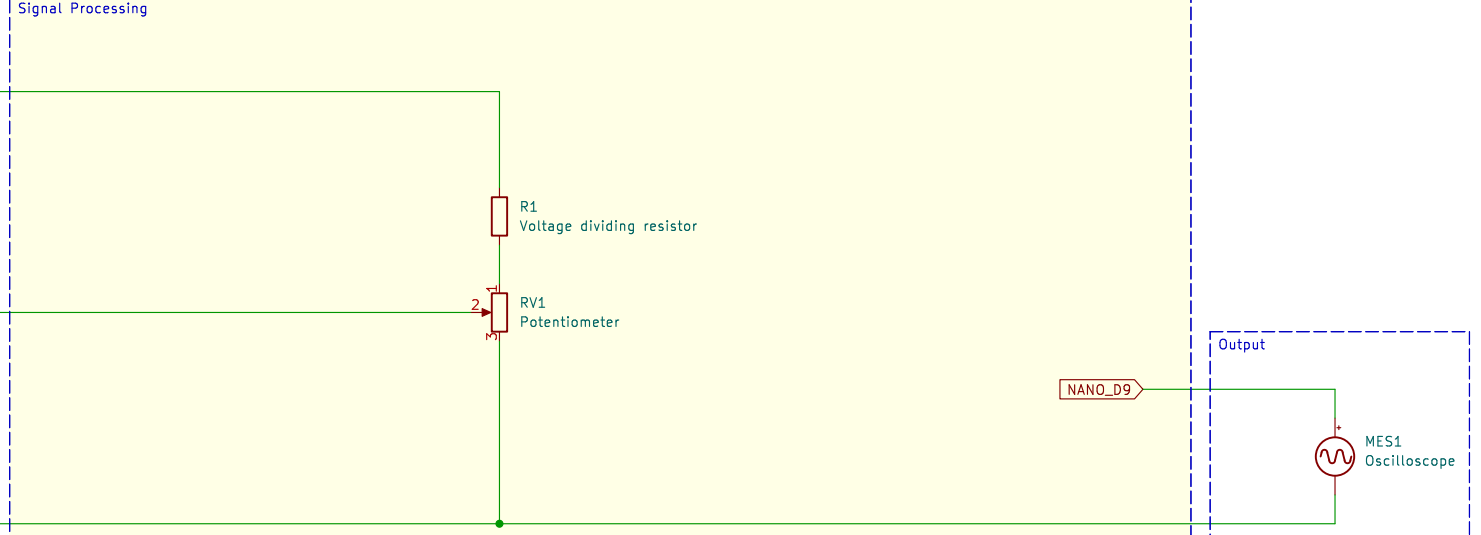 Signal Processing
R1
Voltage dividing resistor
1
2
RV1
Potentiometer
3
Output
NANO_D9
+
MES1
Oscilloscope